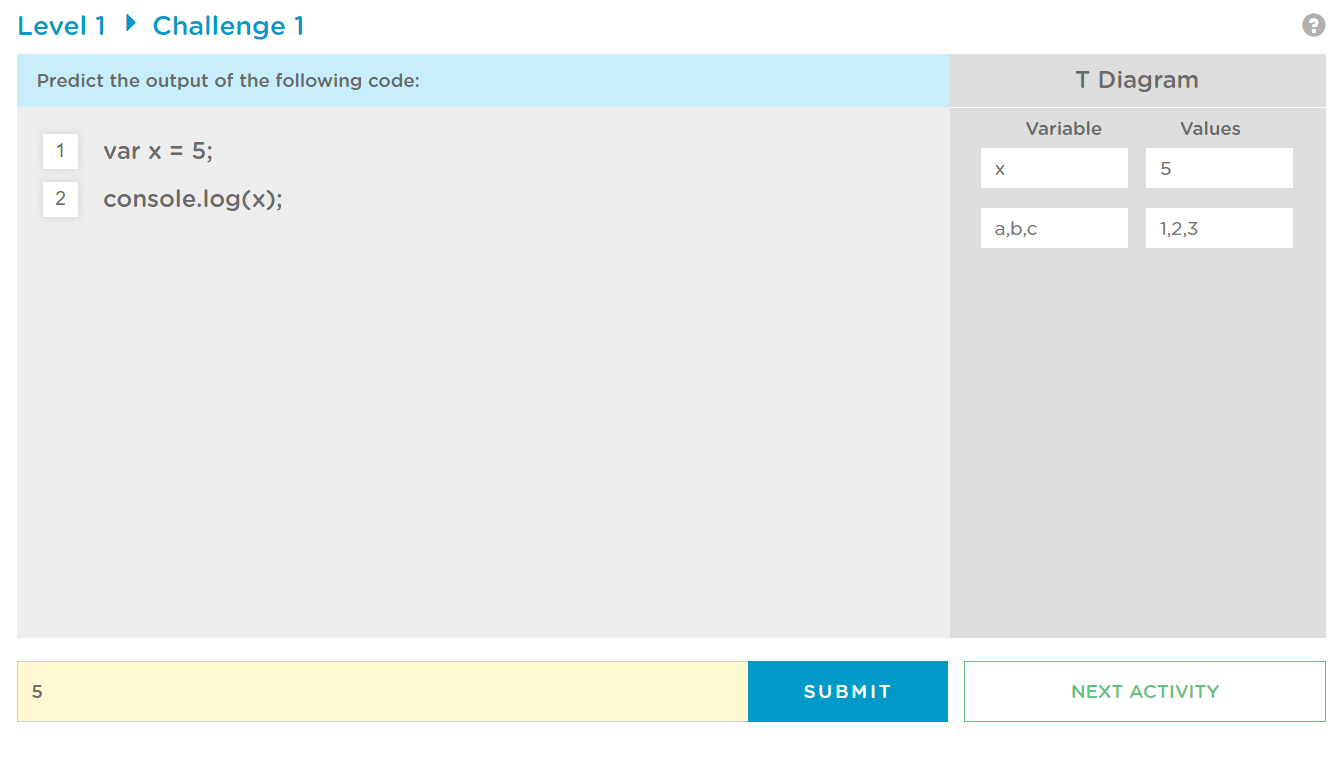 Level 1 Challenge 1
?
Predict the output of the following code:
T Diagram
Variable Values
1 var x = 5;
x 5
2 console.log(x);
a,b,c 1,2,3
5 SUBMIT NEXT ACTIVITY